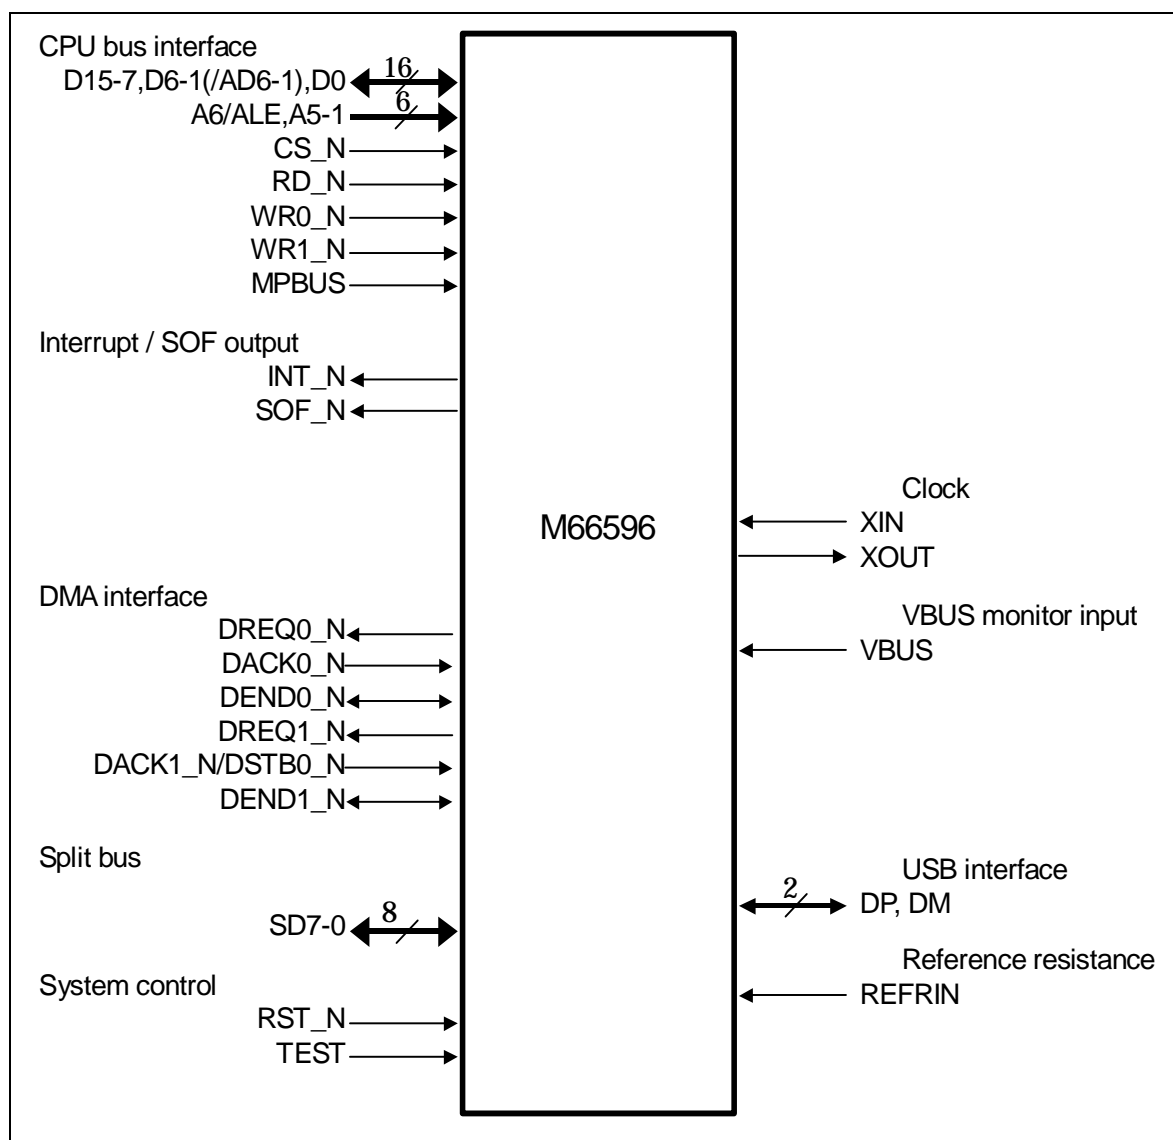 CPU bus interface
16
D15-7,D6-1(/AD6-1),D0
6
A6/ALE,A5-1
CS_N
RD_N
WR0_N
WR1_N
MPBUS
Interrupt / SOF output
INT_N
SOF_N
M66596
Clock
XIN
XOUT
DMA interface
DREQ0_N
DACK0_N
DEND0_N
DREQ1_N
DACK1_N/DSTB0_N
DEND1_N
VBUS monitor input
VBUS
Split bus
SD7-0
8
USB interface
2
DP, DM
Reference resistance
REFRIN
System control
RST_N
TEST